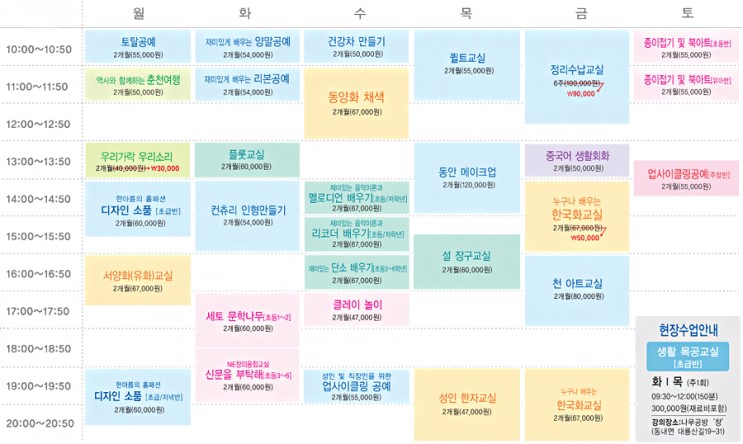 월 화 수 목 금 토
10:00~10:50
토탈공예
2개월(55,000원)
재미있게 배우는 양말공예
2개월(54,000원)
건강차 만들기
2개월(50,000원)
퀼트교실
2개월(55,000원)
정리수납교실
6주(100,000원)
₩90,000
종이접기 및 북아트[초등반]
2개월(55,000원)
11:00~11:50
역사와 함께하는 춘천여행
2개월(50,000원)
재미있게 배우는 리본공예
2개월(54,000원)
동양화 채색
2개월(67,000원)
종이접기 및 북아트[유아반]
2개월(55,000원)
12:00~12:50
13:00~13:50
우리가락 우리소리
2개월(40,000원)→₩30,000
플룻교실
2개월(60,000원)
동안 메이크업
2개월(120,000원)
중국어 생활회화
2개월(50,000원)
업사이클링공예[주말반]
2개월(55,000원)
14:00~14:50
한아름의 홈패션
디자인 소품 [초급반]
2개월(60,000원)
컨츄리 인형만들기
2개월(54,000원)
재미있는 음악이론과
멜로디언 배우기[초등/저학년]
2개월(67,000원)
누구나 배우는
한국화교실
2개월(67,000원)
₩50,000
15:00~15:50
재미있는 음악이론과
리코더 배우기[초등/저학년]
2개월(67,000원)
설 장구교실
2개월(60,000원)
16:00~16:50
서양화(유화)교실
2개월(67,000원)
재미있는 단소 배우기[초등3~6학년]
2개월(67,000원)
천 아트교실
2개월(80,000원)
17:00~17:50
세토 문학나무[초등1~2]
2개월(60,000원)
클레이 놀이
2개월(47,000원)
18:00~18:50
NIE창의융합교실
신문을 부탁해[초등3~6]
2개월(60,000원)
19:00~19:50
한아름의 홈패션
디자인 소품 [초급/저녁반]
2개월(60,000원)
성인 및 직장인을 위한
업사이클링 공예
2개월(55,000원)
성인 한자교실
2개월(47,000원)
누구나 배우는
한국화교실
2개월(67,000원)
20:00~20:50
현장수업안내
생활 목공교실
[초급반]
화 l 목 (주1회)
09:30~12:00(150분)
300,000원(재료비포함)
강의장소:나무공방 '정'
(동내면 대룡산길19-31)